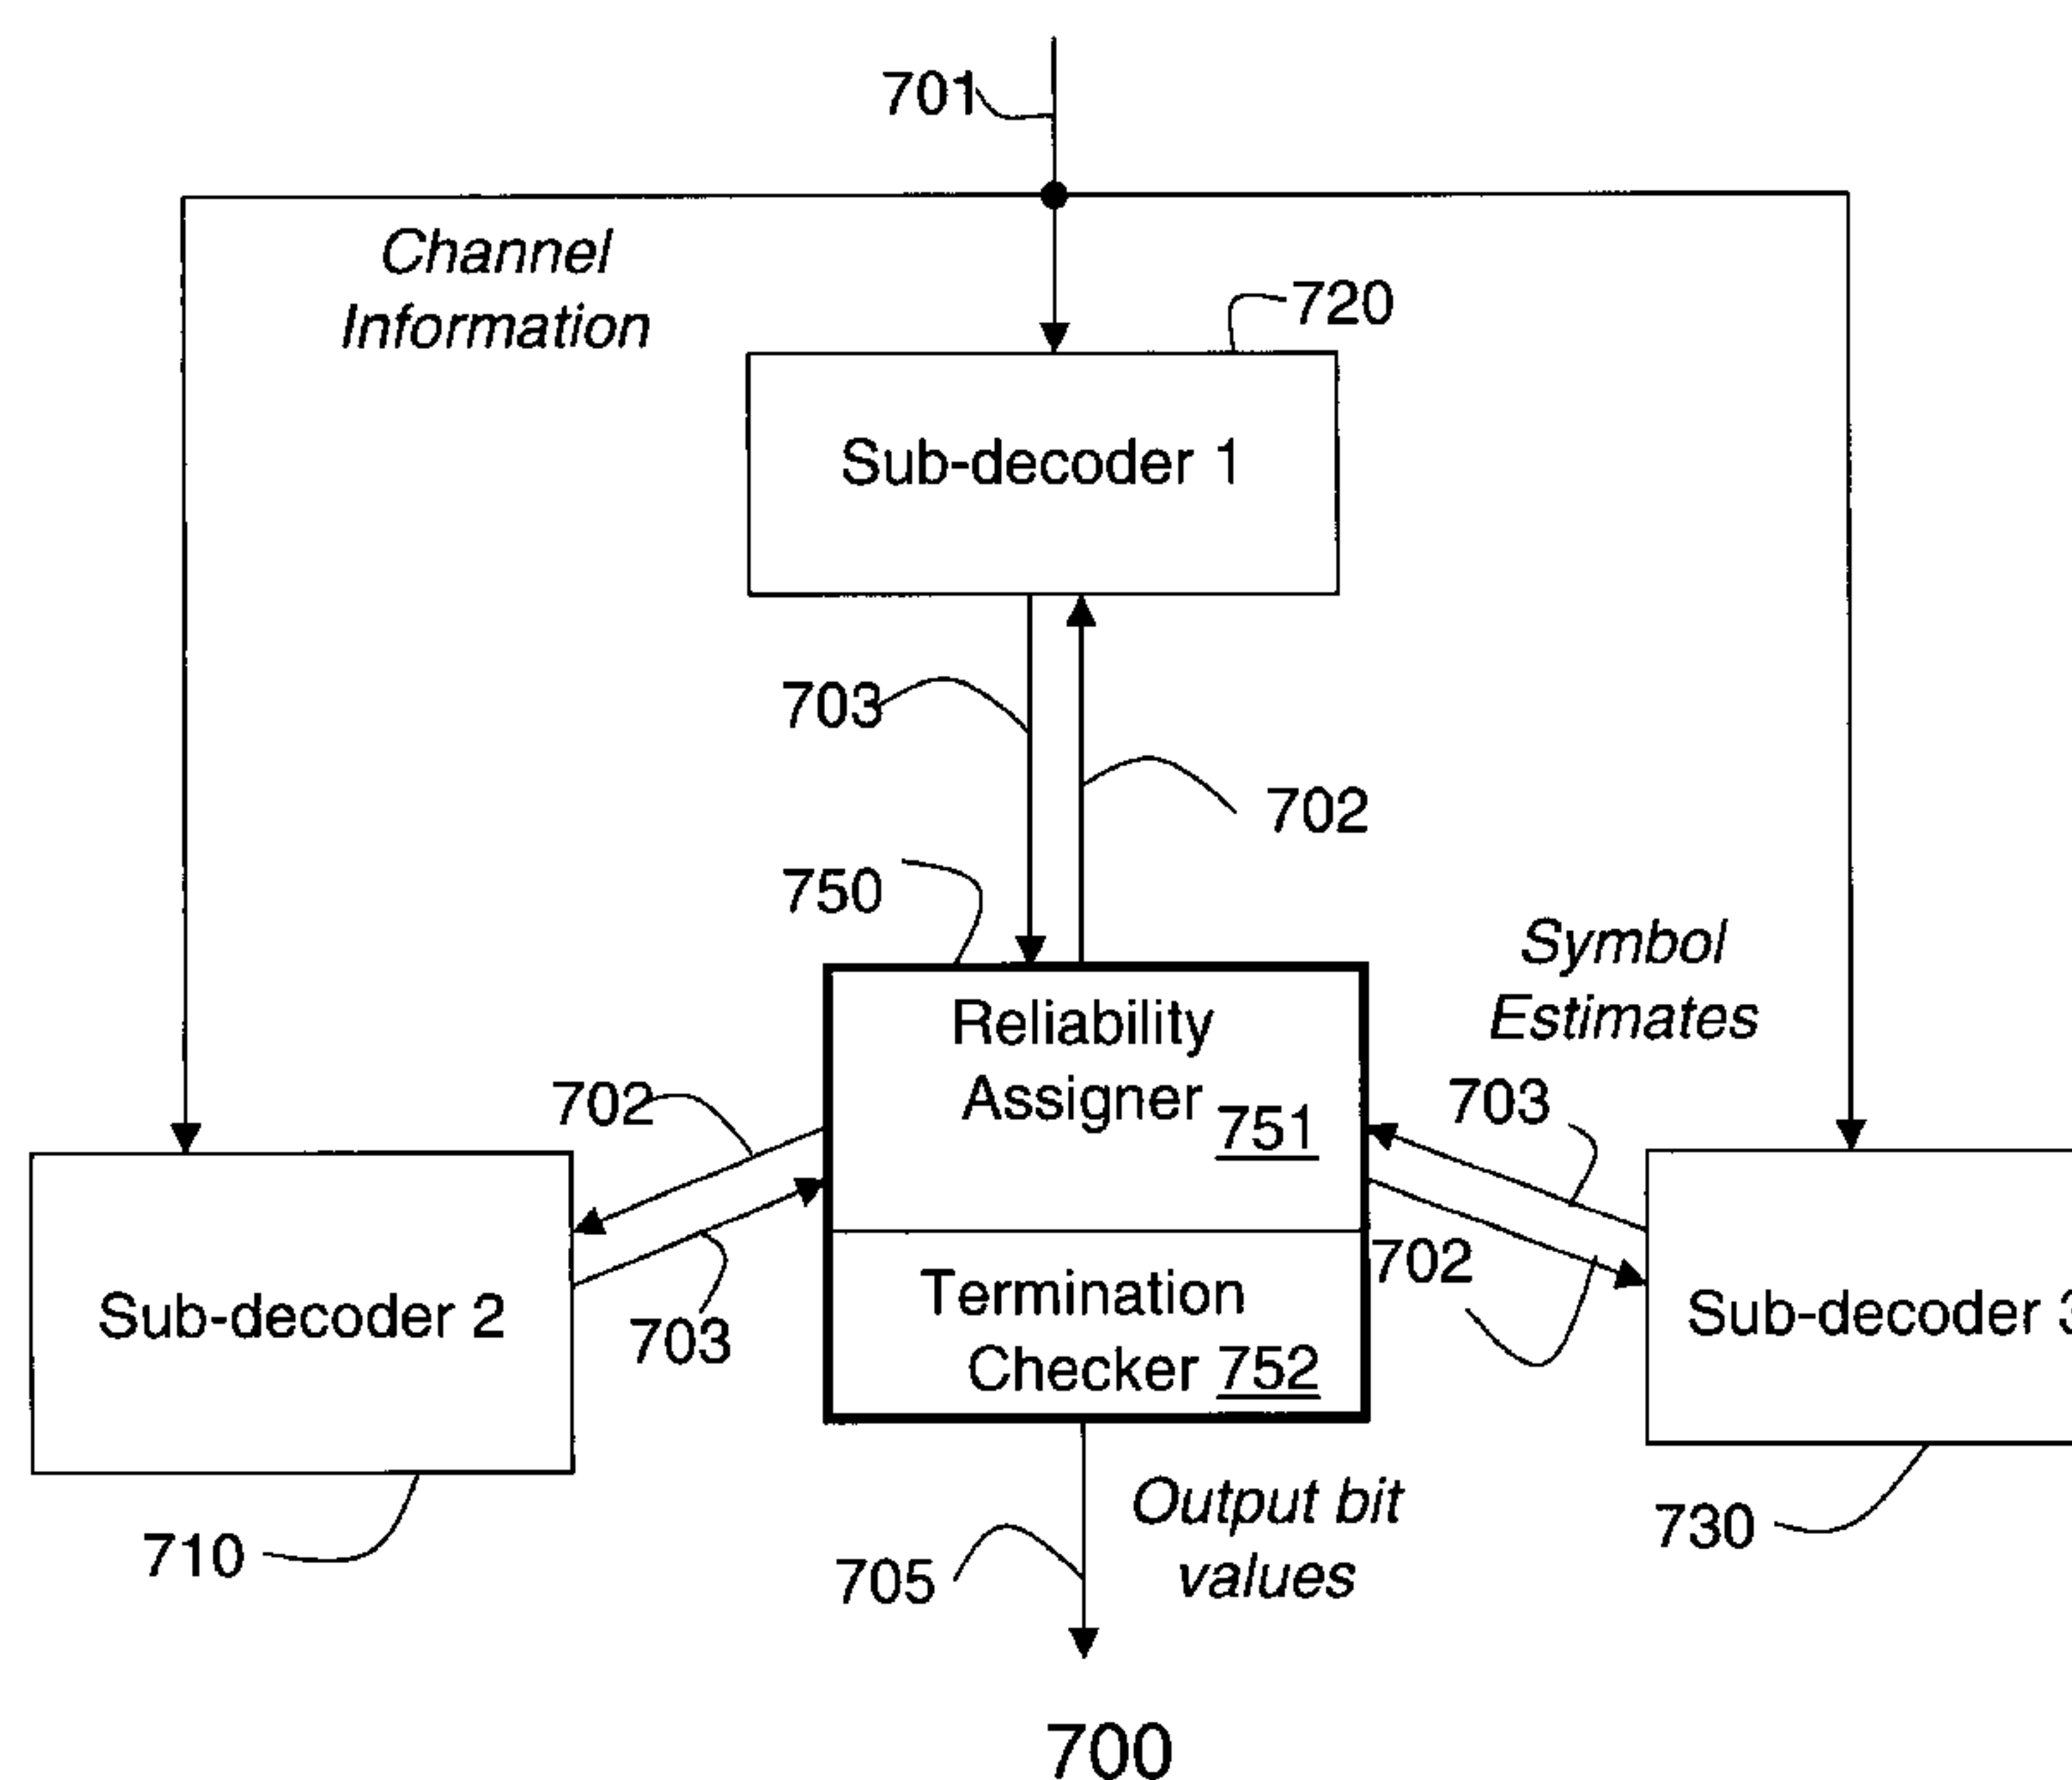 701
Channel
Information
720
Sub-decoder 1
703
702
750
Symbol
Estimates
Reliability
Assigner 751
702
703
703
702
Termination
Checker 752
Sub-decoder 2
Sub-decoder 3
710
730
705
Output bit
values
700